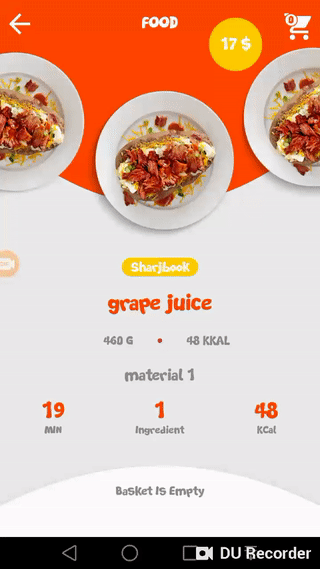 FOOD
17 $
0
Sharjbook
grape juice
460 G • 48 KKAL
material 1
19 1 48
MIN Ingredient KCal
Basket Is Empty
DU Recorder